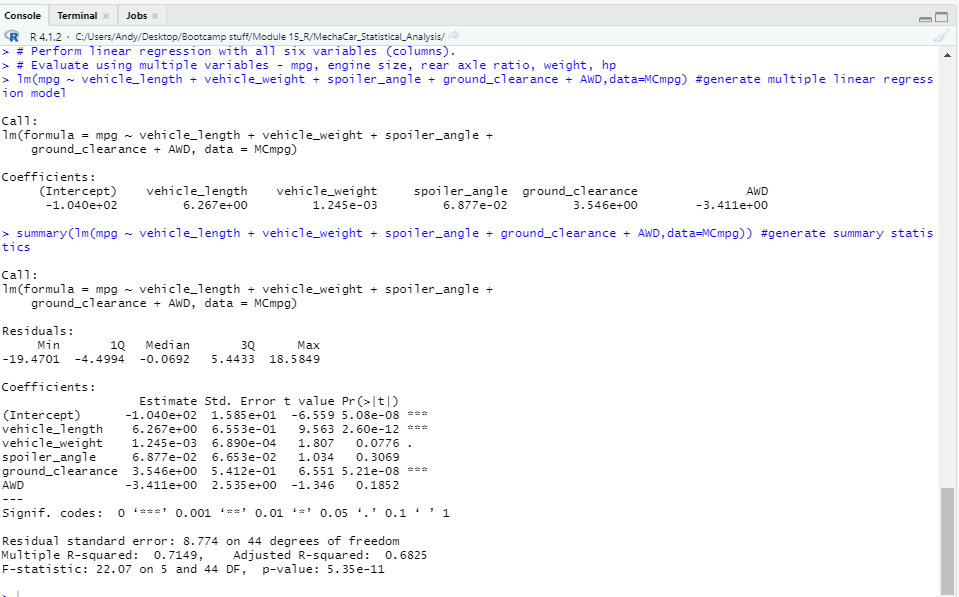 Console Terminal × Jobs ×
R 4.1.2 · C:/Users/Andy/Desktop/Bootcamp stuff/Module 15_R/MechaCar_Statistical_Analysis/
> # Perform linear regression with all six variables (columns).
> # Evaluate using multiple variables - mpg, engine size, rear axle ratio, weight, hp
> lm(mpg ~ vehicle_length + vehicle_weight + spoiler_angle + ground_clearance + AWD,data=MCmpg) #generate multiple linear regress
ion model
Call:
lm(formula = mpg ~ vehicle_length + vehicle_weight + spoiler_angle +
    ground_clearance + AWD, data = MCmpg)
Coefficients:
     (Intercept)    vehicle_length    vehicle_weight     spoiler_angle  ground_clearance               AWD
      -1.040e+02         6.267e+00         1.245e-03         6.877e-02         3.546e+00        -3.411e+00
> summary(lm(mpg ~ vehicle_length + vehicle_weight + spoiler_angle + ground_clearance + AWD,data=MCmpg)) #generate summary statis
tics
Call:
lm(formula = mpg ~ vehicle_length + vehicle_weight + spoiler_angle +
    ground_clearance + AWD, data = MCmpg)
Residuals:
     Min       1Q   Median       3Q      Max
-19.4701  -4.4994  -0.0692   5.4433  18.5849
Coefficients:
                   Estimate Std. Error t value Pr(>|t|)
(Intercept)      -1.040e+02  1.585e+01  -6.559 5.08e-08 ***
vehicle_length    6.267e+00  6.553e-01   9.563 2.60e-12 ***
vehicle_weight    1.245e-03  6.890e-04   1.807   0.0776 .
spoiler_angle     6.877e-02  6.653e-02   1.034   0.3069
ground_clearance  3.546e+00  5.412e-01   6.551 5.21e-08 ***
AWD              -3.411e+00  2.535e+00  -1.346   0.1852
---
Signif. codes:  0 ‘***’ 0.001 ‘**’ 0.01 ‘*’ 0.05 ‘.’ 0.1 ‘ ’ 1
Residual standard error: 8.774 on 44 degrees of freedom
Multiple R-squared:  0.7149,    Adjusted R-squared:  0.6825
F-statistic: 22.07 on 5 and 44 DF,  p-value: 5.35e-11
>